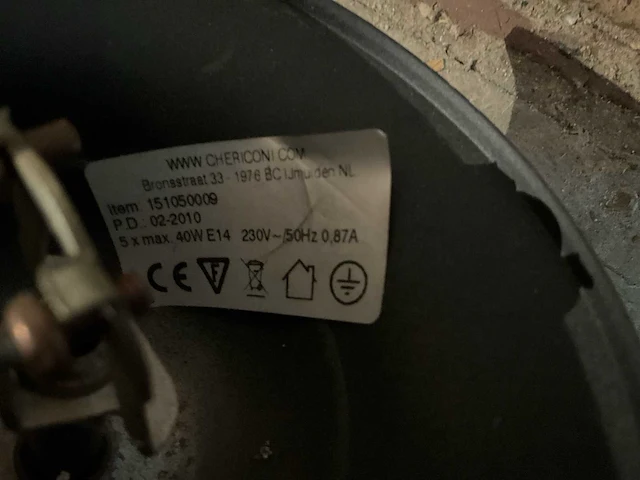 WWW.CHERICONI.COM
Bronsstraat 33 - 1976 BC IJmuiden NL
Item 151050009
P.D.: 02-2010
5 x max. 40W E14 230V~/50Hz 0,87A
CE F